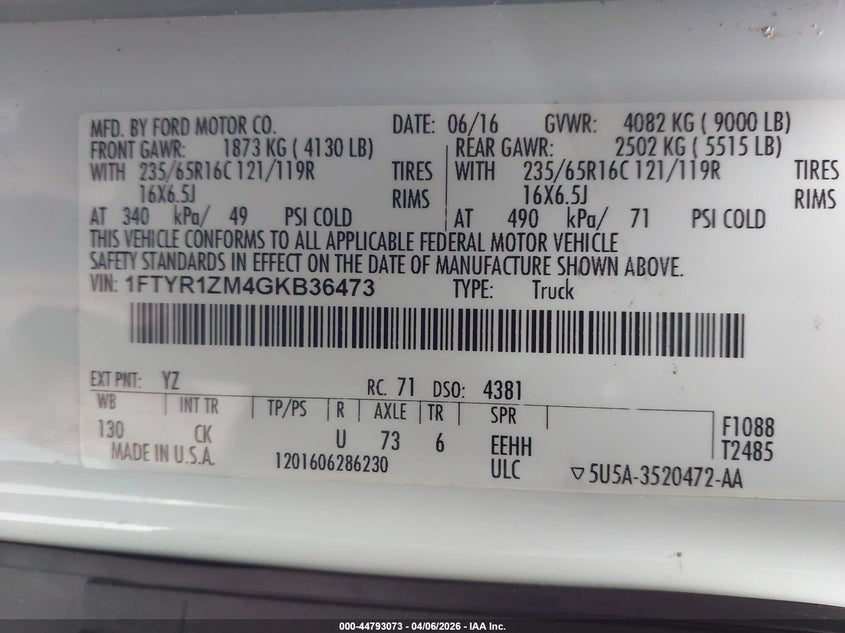 MFD. BY FORD MOTOR CO. DATE: 06/16 GVWR: 4082 KG ( 9000 LB)
FRONT GAWR: 1873 KG ( 4130 LB) REAR GAWR: 2502 KG ( 5515 LB)
WITH 235/65R16C 121/119R TIRES WITH 235/65R16C 121/119R TIRES
16X6.5J RIMS 16X6.5J RIMS
AT 340 kPa/ 49 PSI COLD AT 490 kPa/ 71 PSI COLD
THIS VEHICLE CONFORMS TO ALL APPLICABLE FEDERAL MOTOR VEHICLE
SAFETY STANDARDS IN EFFECT ON THE DATE OF MANUFACTURE SHOWN ABOVE.
VIN: 1FTYR1ZM4GKB36473 TYPE: Truck
EXT PNT: YZ RC. 71 DSO: 4381
WB INT TR TP/PS R AXLE TR SPR F1088
130 CK U 73 6 EEHH T2485
MADE IN U.S.A. 1201606286230 ULC ▽5U5A-3520472-AA
000-44793073 - 04/06/2026 - IAA Inc.